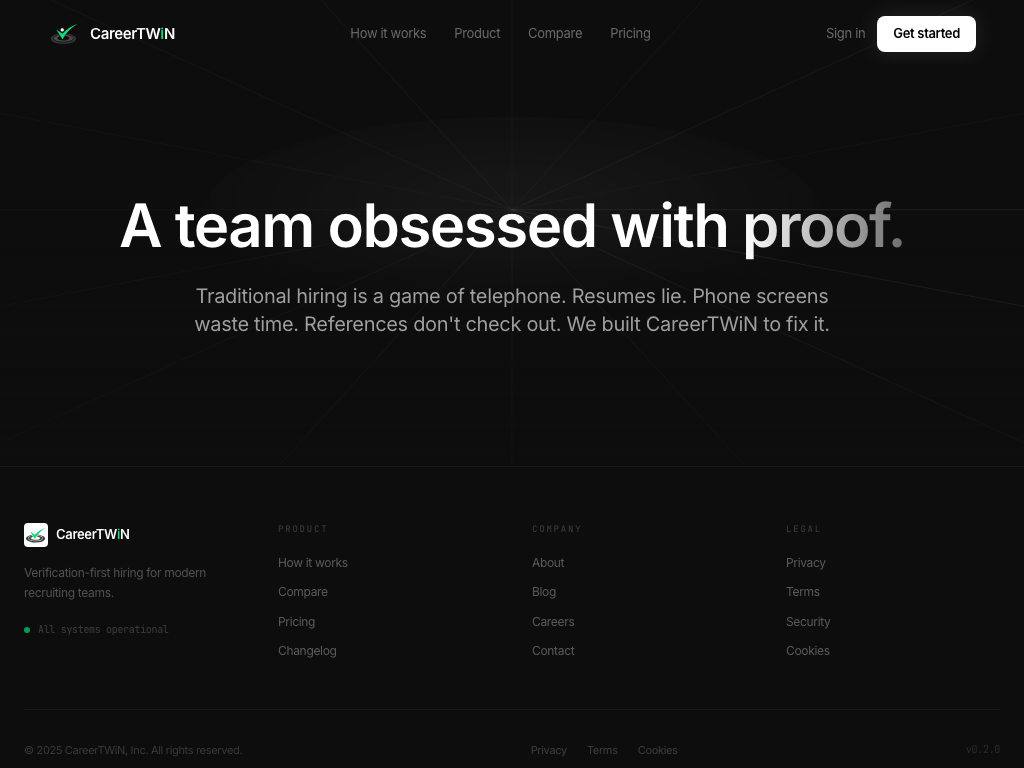 CareerTWiN
How it works
Product
Compare
Pricing
Sign in
Get started
A team obsessed with proof.
Traditional hiring is a game of telephone. Resumes lie. Phone screens
waste time. References don't check out. We built CareerTWiN to fix it.
CareerTWiN
Verification-first hiring for modern
recruiting teams.
All systems operational
PRODUCT
How it works
Compare
Pricing
Changelog
COMPANY
About
Blog
Careers
Contact
LEGAL
Privacy
Terms
Security
Cookies
© 2025 CareerTWiN, Inc. All rights reserved.
Privacy
Terms
Cookies
v0.2.0